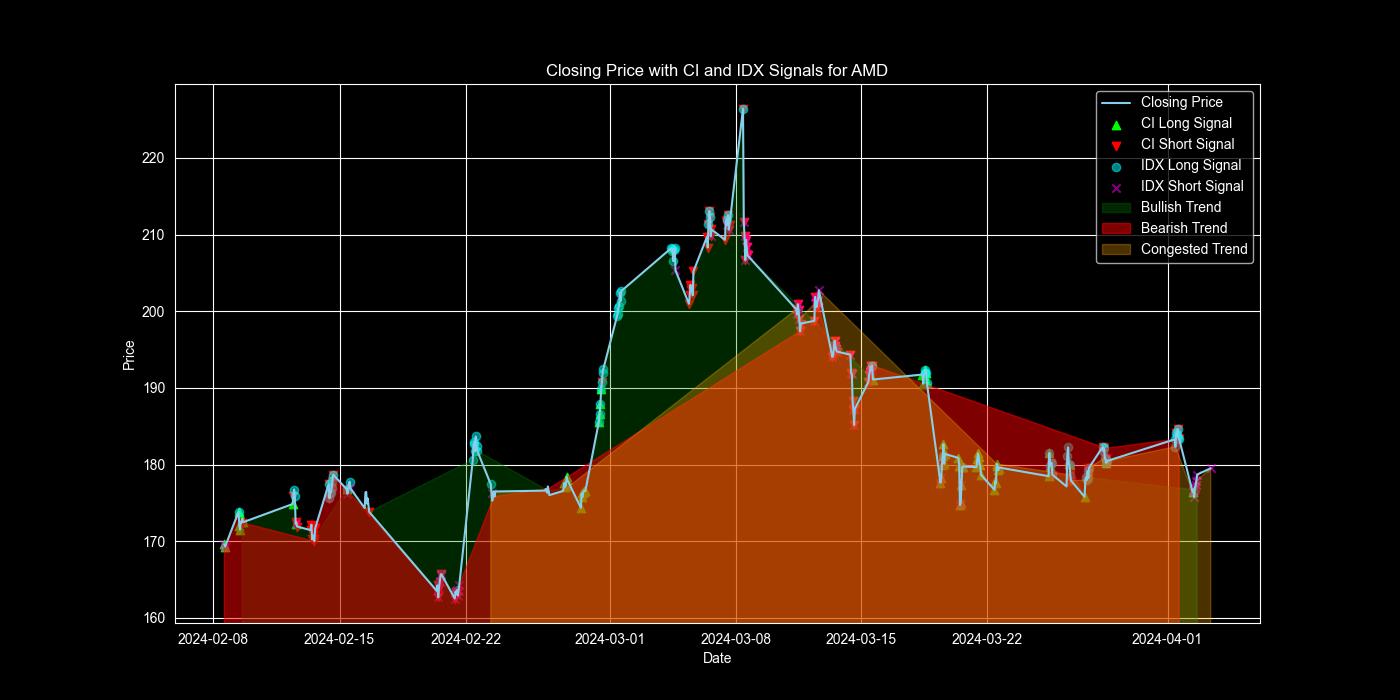 Closing Price with CI and IDX Signals for AMD
Closing Price
CI Long Signal
CI Short Signal
IDX Long Signal
IDX Short Signal
Bullish Trend
Bearish Trend
Congested Trend
Price
220
210
200
190
180
170
160
2024-02-08
2024-02-15
2024-02-22
2024-03-01
2024-03-08
2024-03-15
2024-03-22
2024-04-01
Date